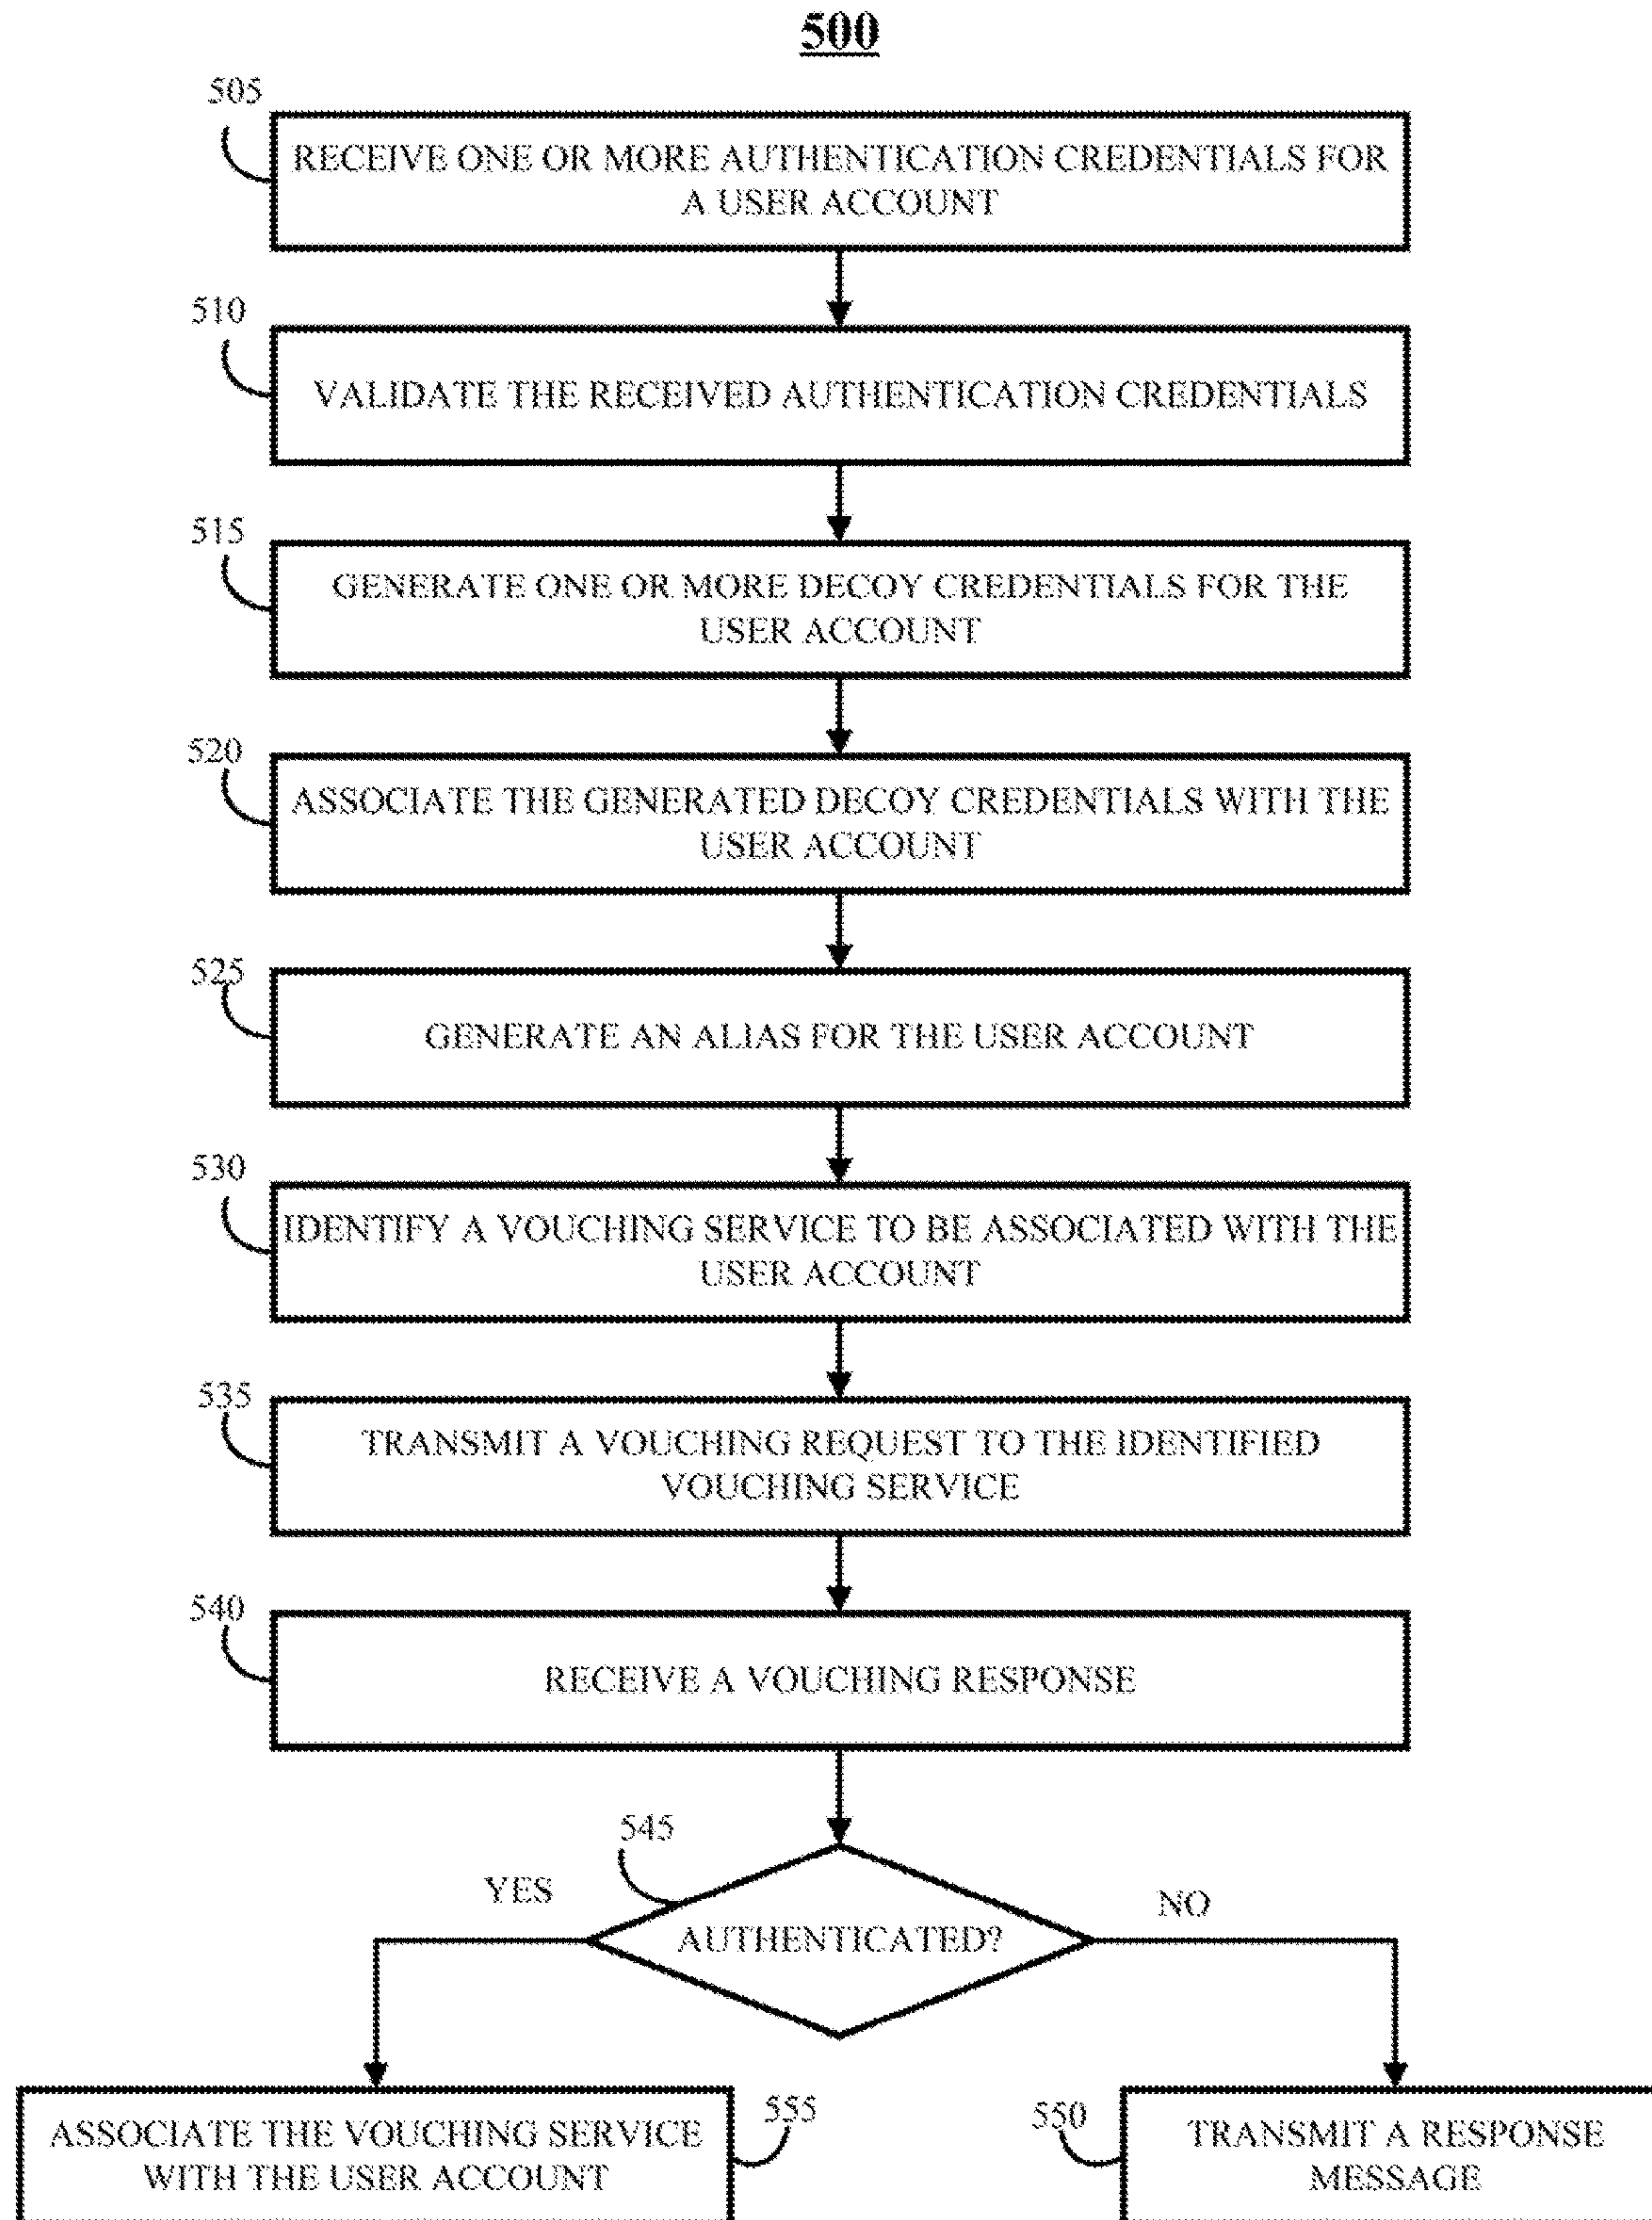 500
505
RECEIVE ONE OR MORE AUTHENTICATION CREDENTIALS FOR
A USER ACCOUNT
510
VALIDATE THE RECEIVED AUTHENTICATION CREDENTIALS
515
GENERATE ONE OR MORE DECOY CREDENTIALS FOR THE
USER ACCOUNT
520
ASSOCIATE THE GENERATED DECOY CREDENTIALS WITH THE
USER ACCOUNT
525
GENERATE AN ALIAS FOR THE USER ACCOUNT
530
IDENTIFY A VOUCHING SERVICE TO BE ASSOCIATED WITH THE
USER ACCOUNT
535
TRANSMIT A VOUCHING REQUEST TO THE IDENTIFIED
VOUCHING SERVICE
540
RECEIVE A VOUCHING RESPONSE
545
YES
NO
AUTHENTICATED?
555
ASSOCIATE THE VOUCHING SERVICE
WITH THE USER ACCOUNT
550
TRANSMIT A RESPONSE
MESSAGE